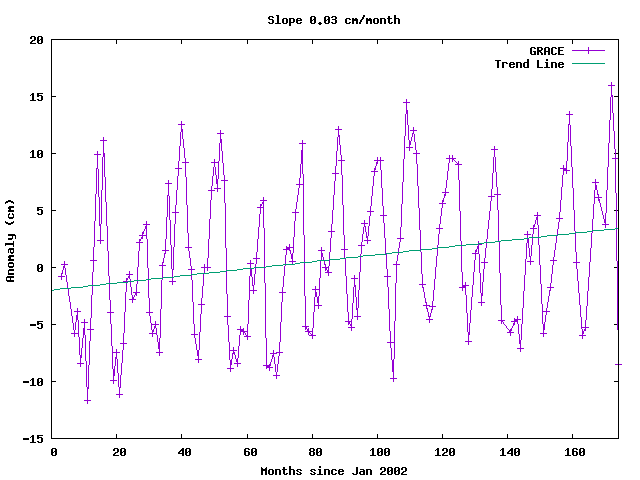 Slope 0.03 cm/month
GRACE
Trend Line
20
15
10
5
0
-5
-10
-15
Anomaly (cm)
0 20 40 60 80 100 120 140 160
Months since Jan 2002